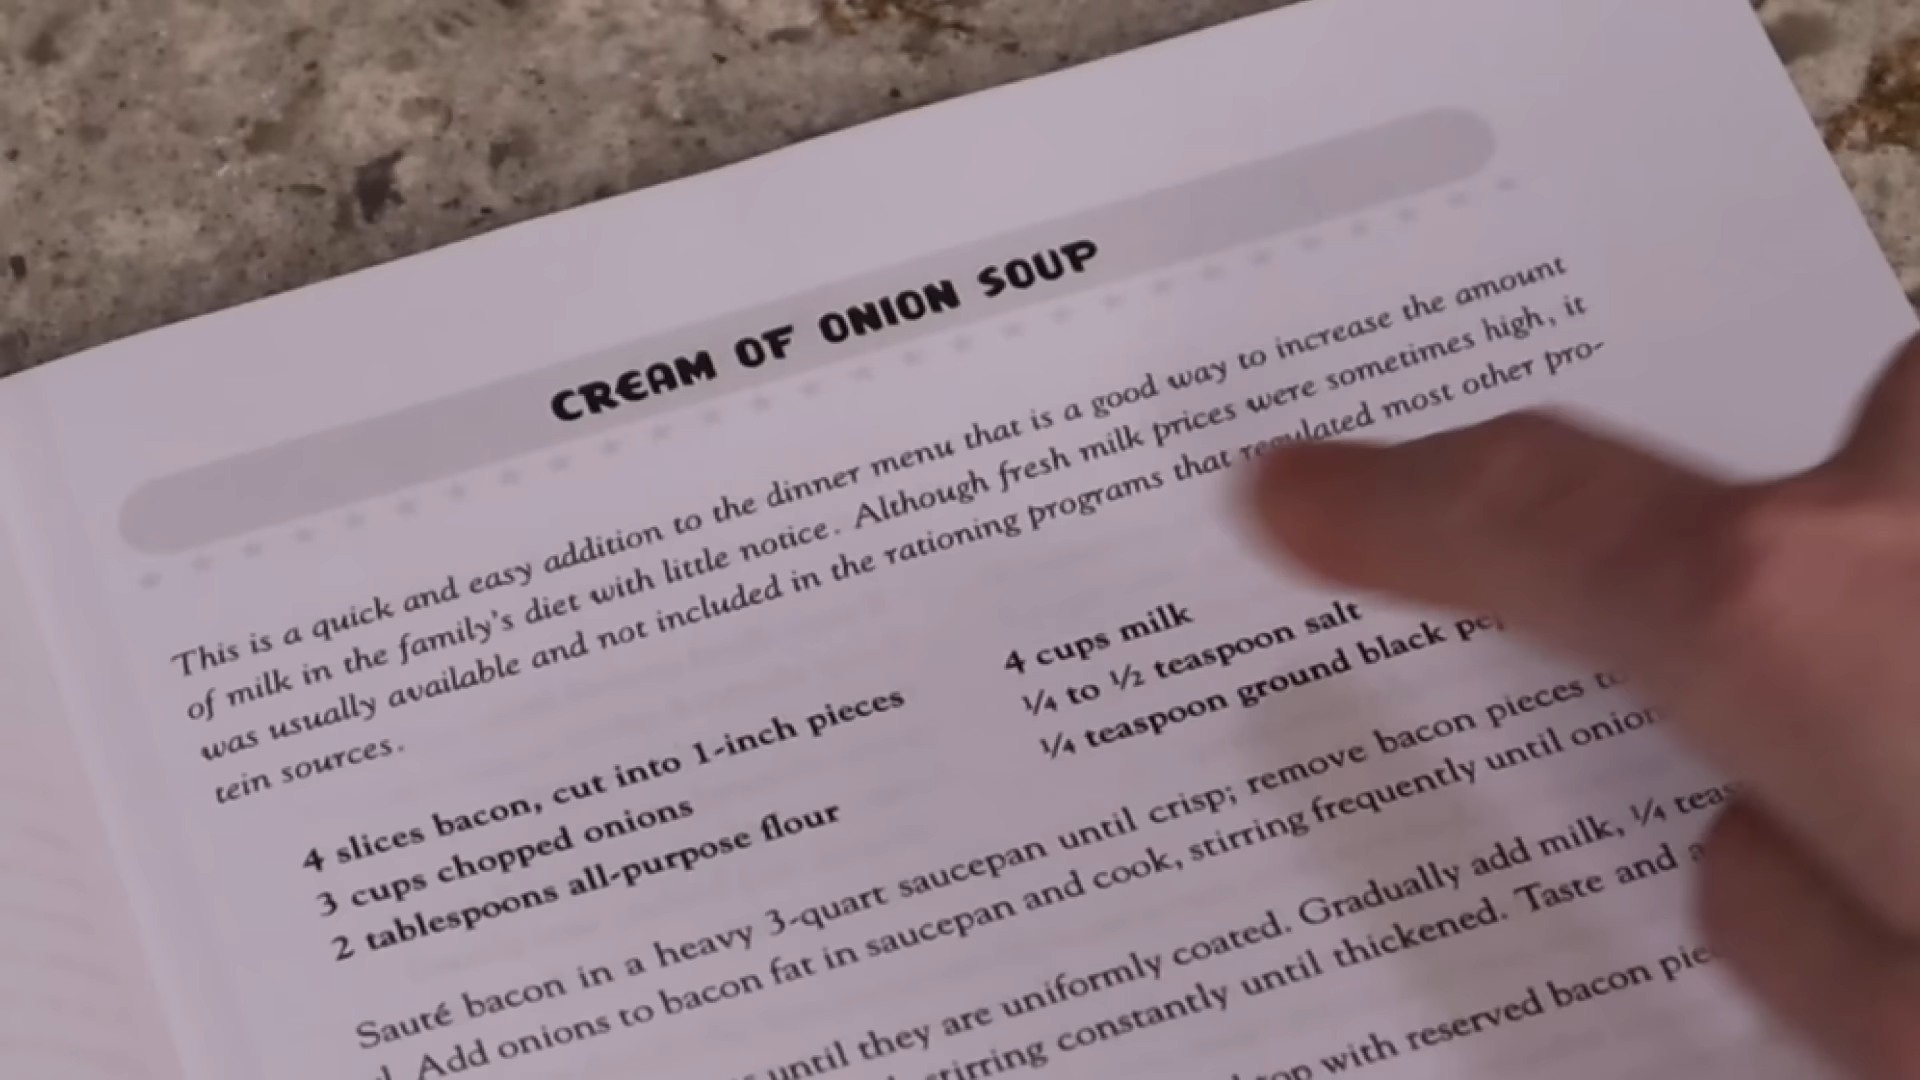 CREAM OF ONION SOUP
This is a quick and easy addition to the dinner menu that is a good way to increase the amount
of milk in the family's diet with little notice. Although fresh milk prices were sometimes high, it
was usually available and not included in the rationing programs that regulated most other pro-
tein sources.
4 slices bacon, cut into 1-inch pieces
3 cups chopped onions
2 tablespoons all-purpose flour
4 cups milk
¼ to ½ teaspoon salt
¼ teaspoon ground black
Sauté bacon in a heavy 3-quart saucepan until crisp; remove bacon pieces
Add onions to bacon fat in saucepan and cook, stirring frequently until
until they are uniformly coated. Gradually add milk, ¼
stirring constantly until thickened. Taste and
with reserved bacon